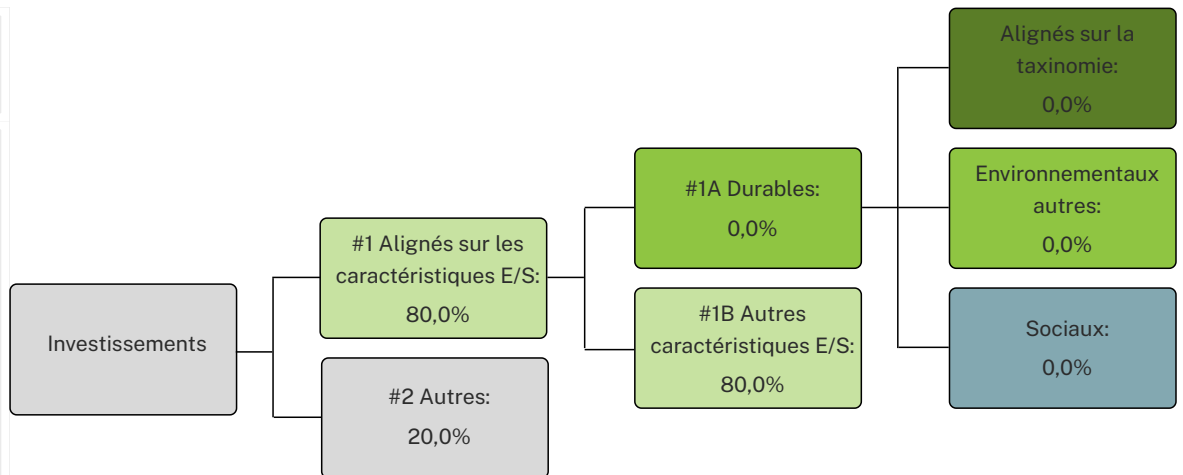 Investissements
#1 Alignés sur les
caractéristiques E/S:
80,0%
#2 Autres:
20,0%
#1A Durables:
0,0%
#1B Autres
caractéristiques E/S:
80,0%
Alignés sur la
taxinomie:
0,0%
Environnementaux
autres:
0,0%
Sociaux:
0,0%